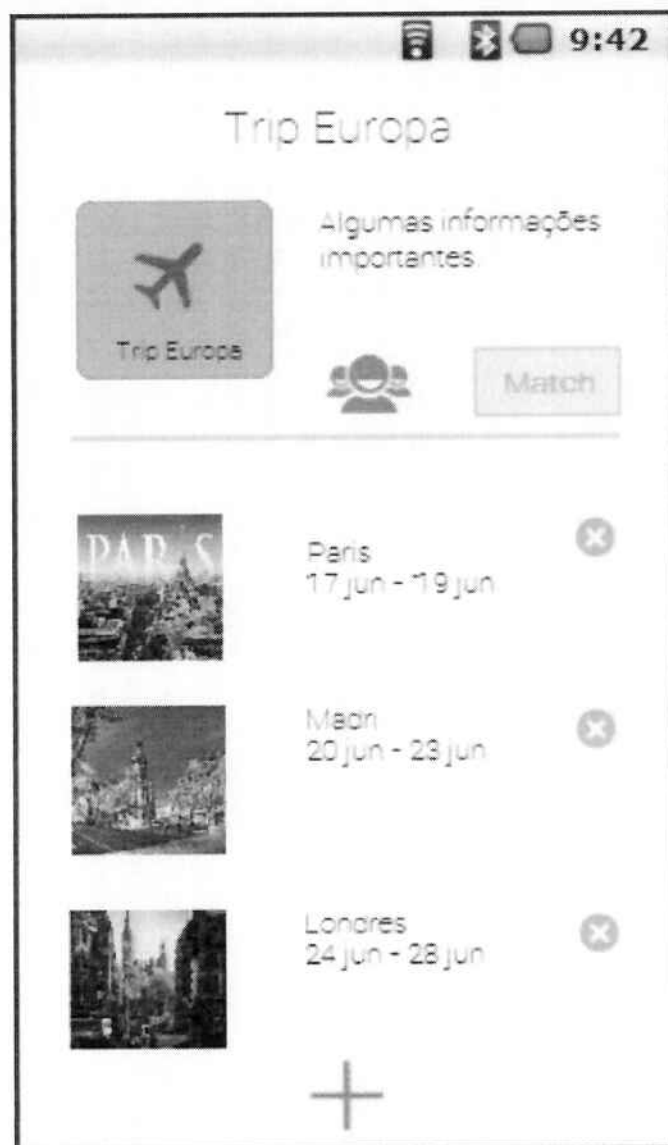 9:42
Trip Europa
Algumas informações
importantes.
Trip Europa
Match
PARIS
Paris
17 jun - 19 jun
Madri
20 jun - 23 jun
Londres
24 jun - 28 jun